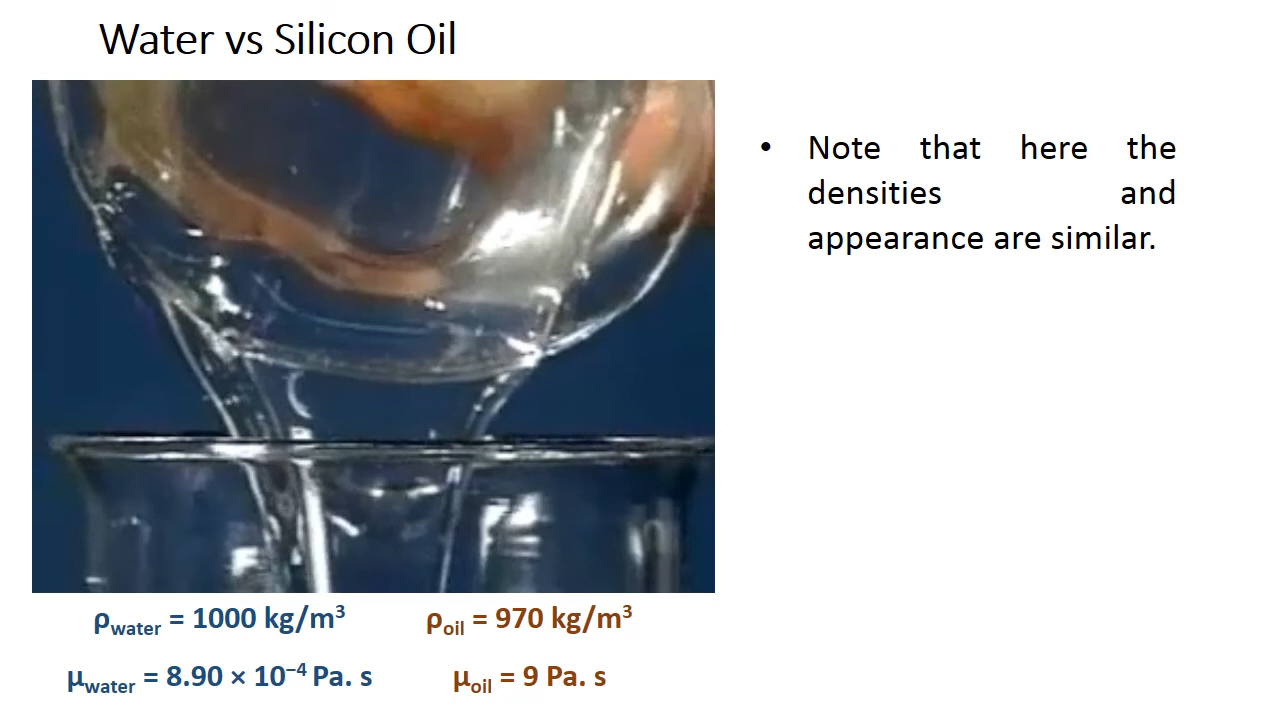 Water vs Silicon Oil
• Note that here the
densities and
appearance are similar.
ρwater = 1000 kg/m³ ρoil = 970 kg/m³
μwater = 8.90 × 10⁻⁴ Pa. s μoil = 9 Pa. s